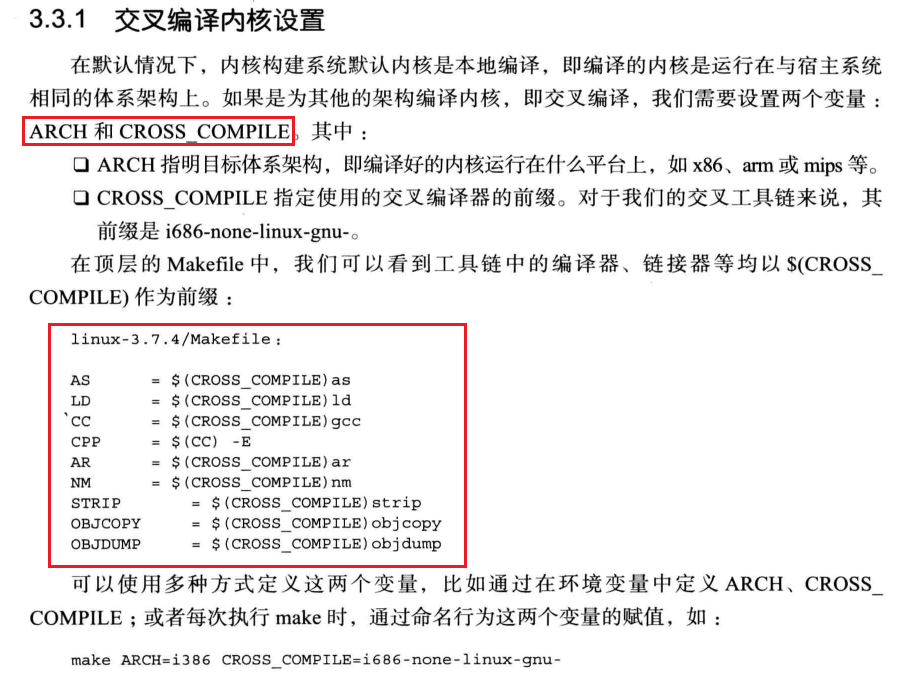 3.3.1 交叉编译内核设置
在默认情况下，内核构建系统默认内核是本地编译，即编译的内核是运行在与宿主系统
相同的体系架构上。如果是为其他的架构编译内核，即交叉编译，我们需要设置两个变量：
ARCH 和 CROSS_COMPILE。其中：
❏ ARCH 指明目标体系架构，即编译好的内核运行在什么平台上，如 x86、arm 或 mips 等。
❏ CROSS_COMPILE 指定使用的交叉编译器的前缀。对于我们的交叉工具链来说，其
前缀是 i686-none-linux-gnu-。
在顶层的 Makefile 中，我们可以看到工具链中的编译器、链接器等均以 $(CROSS_
COMPILE) 作为前缀：
linux-3.7.4/Makefile：
AS = $(CROSS_COMPILE)as
LD = $(CROSS_COMPILE)ld
CC = $(CROSS_COMPILE)gcc
CPP = $(CC) -E
AR = $(CROSS_COMPILE)ar
NM = $(CROSS_COMPILE)nm
STRIP = $(CROSS_COMPILE)strip
OBJCOPY = $(CROSS_COMPILE)objcopy
OBJDUMP = $(CROSS_COMPILE)objdump
可以使用多种方式定义这两个变量，比如通过在环境变量中定义 ARCH、CROSS_
COMPILE；或者每次执行 make 时，通过命名行为这两个变量的赋值，如：
make ARCH=i386 CROSS_COMPILE=i686-none-linux-gnu-